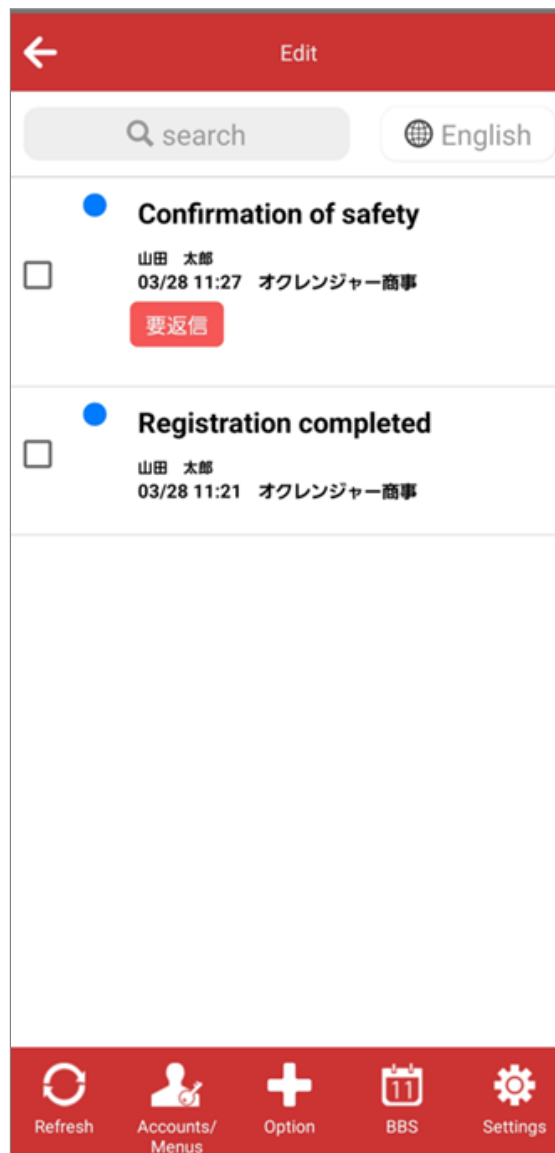 Edit
search
English
Confirmation of safety
山田　太郎
03/28 11:27　オクレンジャー商事
要返信
Registration completed
山田　太郎
03/28 11:21　オクレンジャー商事
11
Refresh
Accounts/
Menus
Option
BBS
Settings